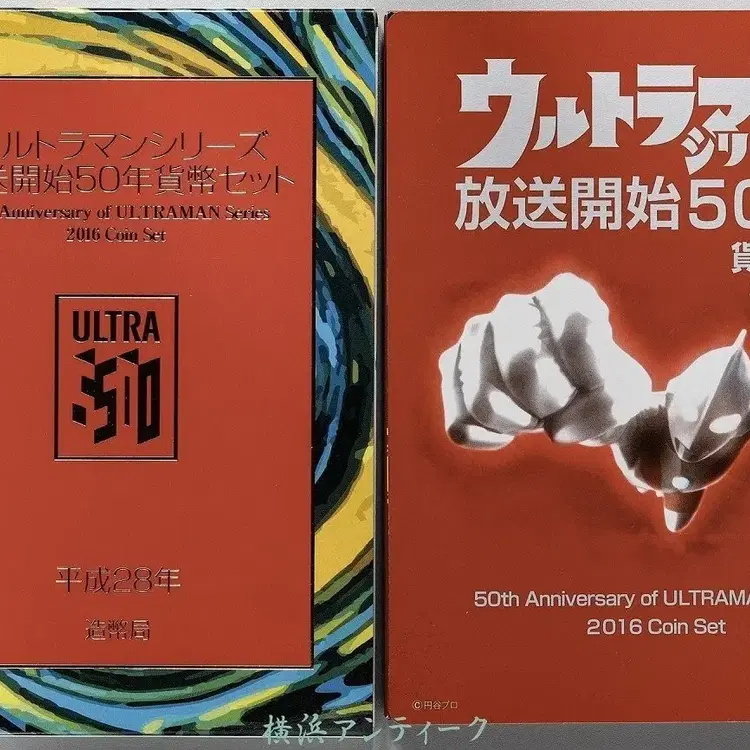 ルトラマンシリーズ
送開始50年貨幣セット
Anniversary of ULTRAMAN Series
2016 Coin Set
ULTRA
50
平成28年
造幣局
ウルトラマ
シリ
放送開始50
貨
50th Anniversary of ULTRAMA
2016 Coin Set
©円谷プロ
横浜アンティーク